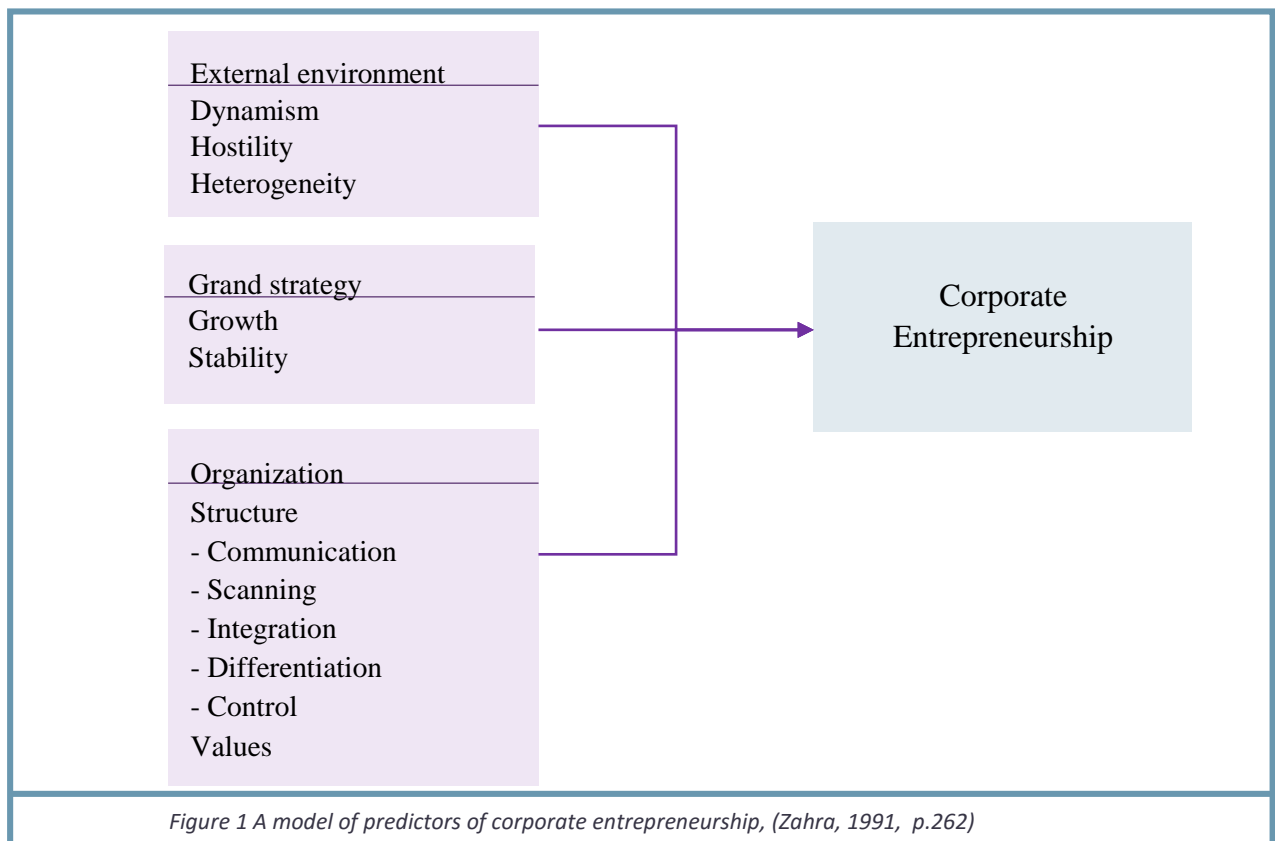 External environment
Dynamism
Hostility
Heterogeneity
Grand strategy
Growth
Stability
Organization
Structure
- Communication
- Scanning
- Integration
- Differentiation
- Control
Values
Corporate
Entrepreneurship
Figure 1 A model of predictors of corporate entrepreneurship, (Zahra, 1991, p.262)